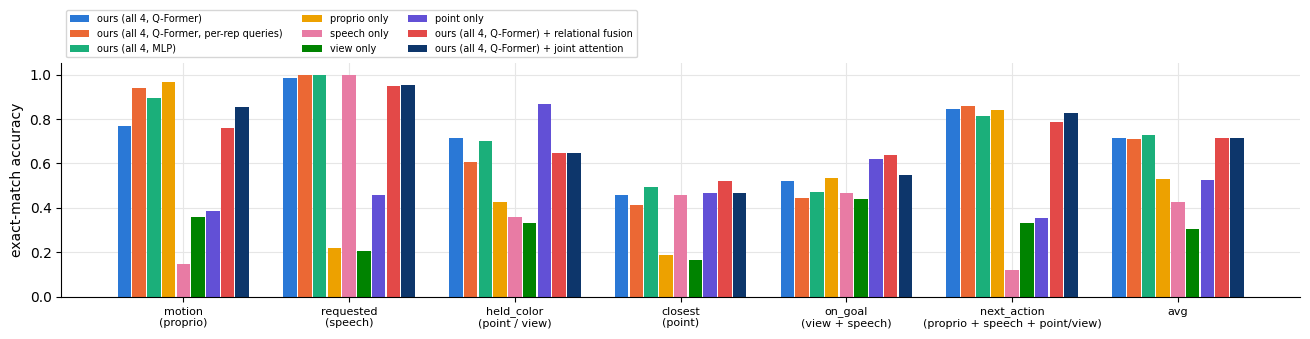 ours (all 4, Q-Former)
ours (all 4, Q-Former, per-rep queries)
ours (all 4, MLP)
proprio only
speech only
view only
point only
ours (all 4, Q-Former) + relational fusion
ours (all 4, Q-Former) + joint attention
exact-match accuracy
1.0
0.8
0.6
0.4
0.2
0.0
motion
(proprio)
requested
(speech)
held_color
(point / view)
closest
(point)
on_goal
(view + speech)
next_action
(proprio + speech + point/view)
avg